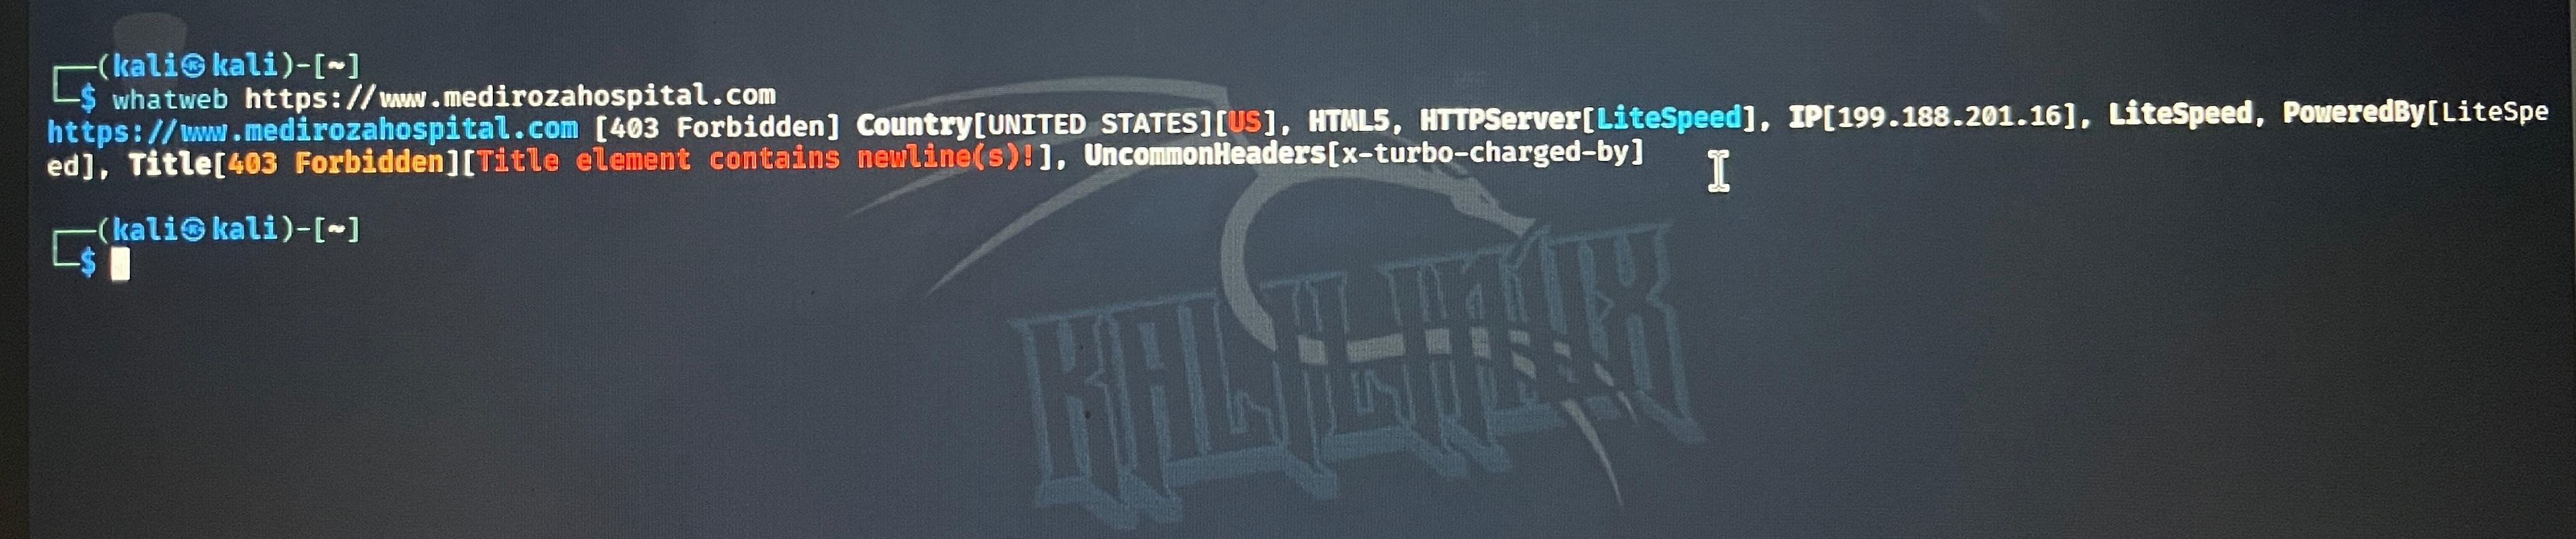 ┌──(kali㉿kali)-[~]
└─$ whatweb https://www.medirozahospital.com
https://www.medirozahospital.com [403 Forbidden] Country[UNITED STATES][US], HTML5, HTTPServer[LiteSpeed], IP[199.188.201.16], LiteSpeed, PoweredBy[LiteSpe
ed], Title[403 Forbidden][Title element contains newline(s)!], UncommonHeaders[x-turbo-charged-by]
┌──(kali㉿kali)-[~]
└─$
KALI LINUX